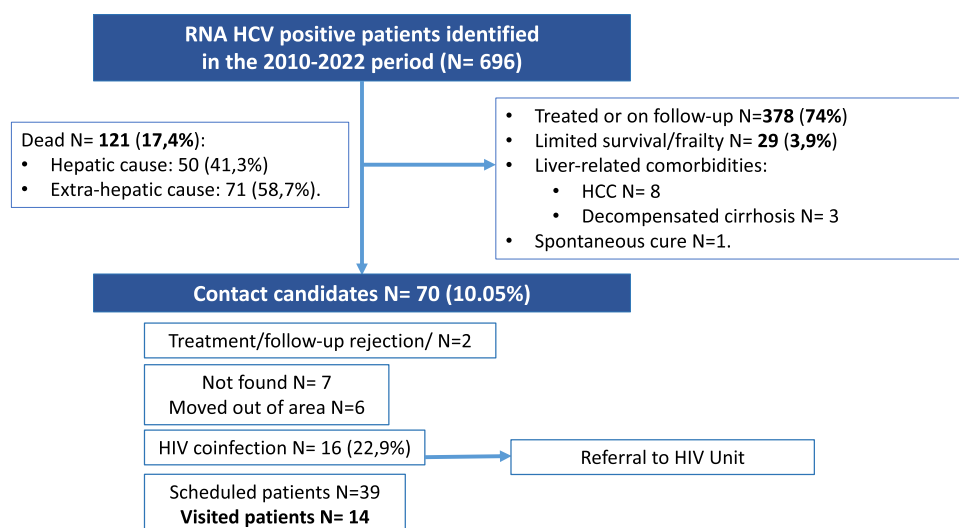 RNA HCV positive patients identified
in the 2010-2022 period (N= 696)
Dead N= 121 (17,4%):
• Hepatic cause: 50 (41,3%)
• Extra-hepatic cause: 71 (58,7%).
• Treated or on follow-up N=378 (74%)
• Limited survival/frailty N= 29 (3,9%)
• Liver-related comorbidities:
• HCC N= 8
• Decompensated cirrhosis N= 3
• Spontaneous cure N=1.
Contact candidates N= 70 (10.05%)
Treatment/follow-up rejection/ N=2
Not found N= 7
Moved out of area N=6
HIV coinfection N= 16 (22,9%)
Referral to HIV Unit
Scheduled patients N=39
Visited patients N= 14